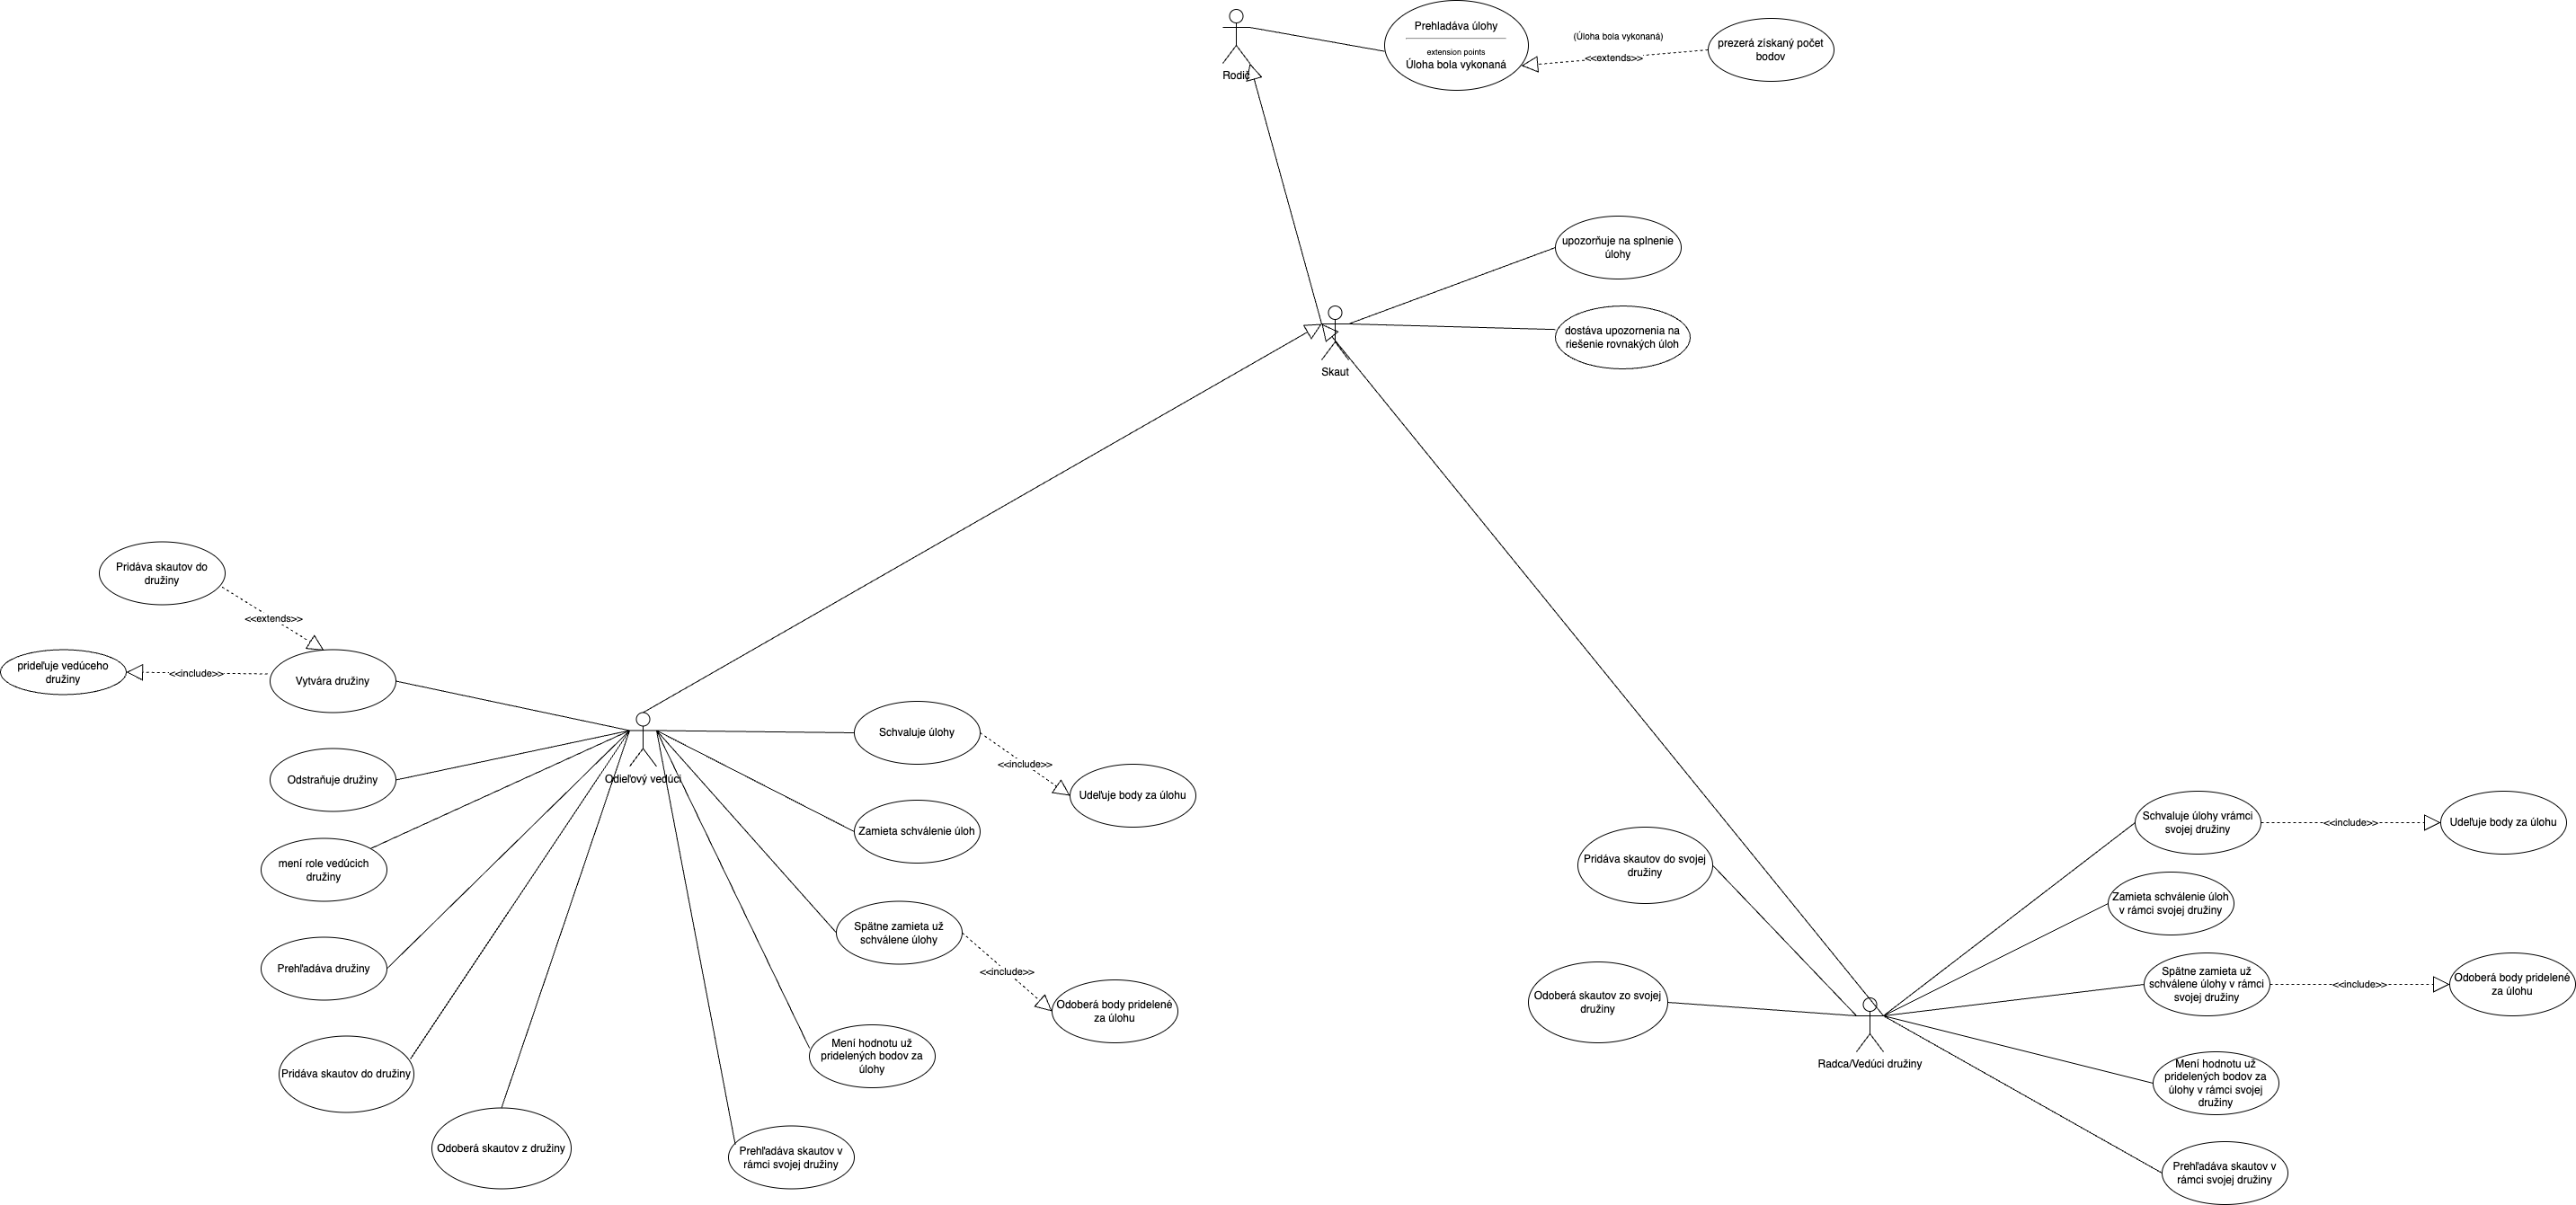 Prehladáva úlohy
extension points
Úloha bola vykonaná
(Úloha bola vykonaná)
<<extends>>
prezerá získaný počet
bodov
Rodič
upozorňuje na splnenie
úlohy
dostáva upozornenia na
riešenie rovnakých úloh
Skaut
Pridáva skautov do
družiny
<<extends>>
prideľuje vedúceho
družiny
<<include>>
Vytvára družiny
Odstraňuje družiny
mení role vedúcich
družiny
Prehľadáva družiny
Pridáva skautov do družiny
Odoberá skautov z družiny
Odieľový vedúci
Schvaluje úlohy
<<include>>
Udeľuje body za úlohu
Zamieta schválenie úloh
Spätne zamieta už
schválene úlohy
<<include>>
Odoberá body pridelené
za úlohu
Mení hodnotu už
pridelených bodov za
úlohy
Prehľadáva skautov v
rámci svojej družiny
Pridáva skautov do svojej
družiny
Odoberá skautov zo svojej
družiny
Radca/Vedúci družiny
Schvaluje úlohy vrámci
svojej družiny
<<include>>
Udeľuje body za úlohu
Zamieta schválenie úloh
v rámci svojej družiny
Spätne zamieta už
schválene úlohy v rámci
svojej družiny
<<include>>
Odoberá body pridelené
za úlohu
Mení hodnotu už
pridelených bodov za
úlohy v rámci svojej
družiny
Prehľadáva skautov v
rámci svojej družiny